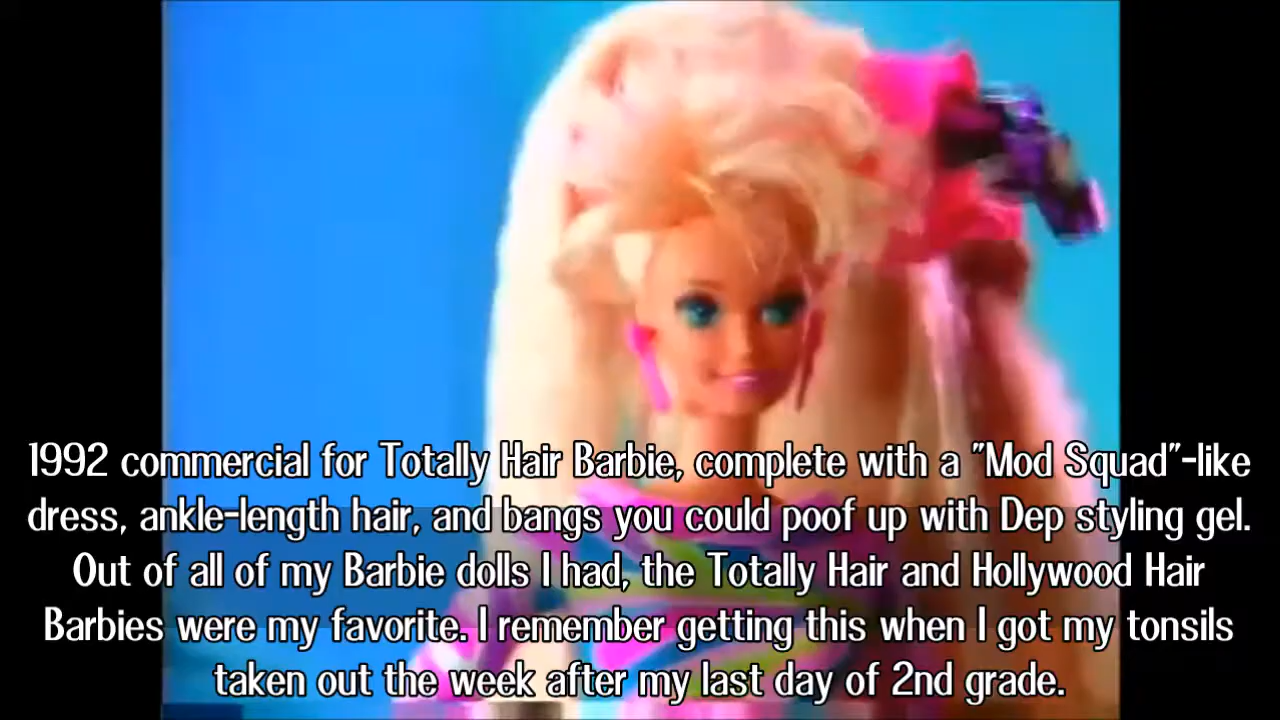 1992 commercial for Totally Hair Barbie, complete with a "Mod Squad"-like
dress, ankle-length hair, and bangs you could poof up with Dep styling gel.
Out of all of my Barbie dolls I had, the Totally Hair and Hollywood Hair
Barbies were my favorite. I remember getting this when I got my tonsils
taken out the week after my last day of 2nd grade.